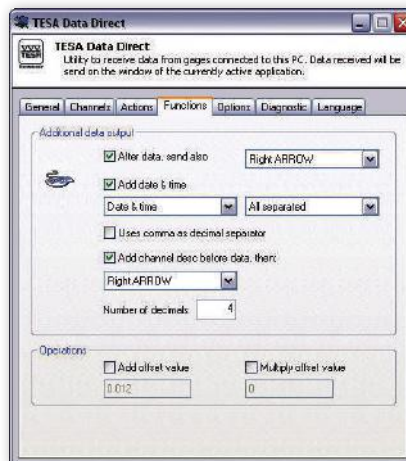 TESA Data Direct
TESA Data Direct
Utility to receive data from gages connected to this PC. Data received will be
send on the window of the currently active application.
General Channels Actions Functions Options Diagnostic Language
Additional data output
After data, send also Right ARROW
Add date & time
Date & time All separated
Uses comma as decimal separator
Add channel desc before data, then:
Right ARROW
Number of decimals 4
Operations
Add offset value Multiply offset value
0.012 0